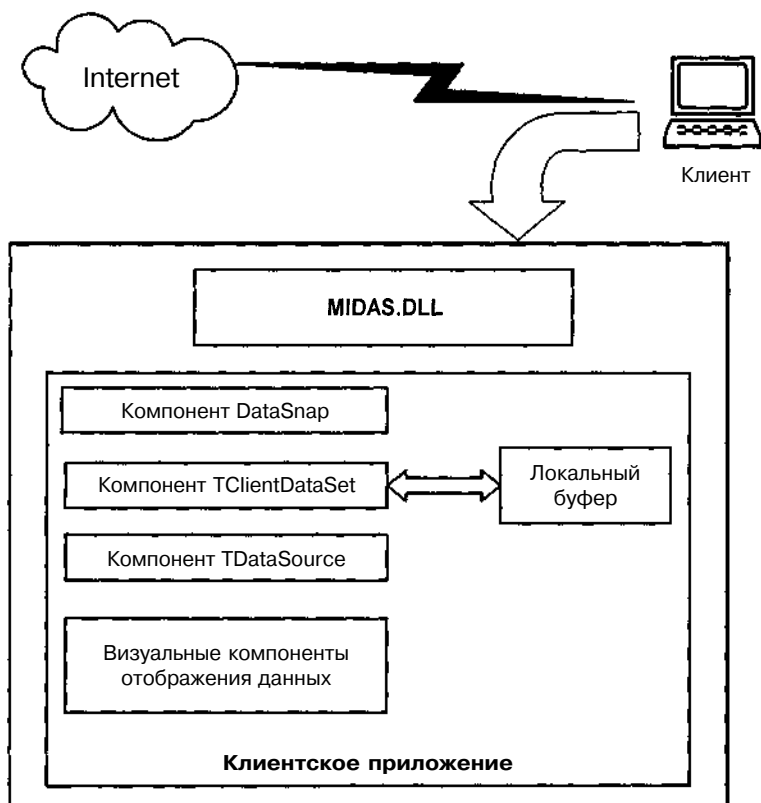 Internet
Клиент
MIDAS.DLL
Компонент DataSnap
Компонент TClientDataSet
Локальный
буфер
Компонент TDataSource
Визуальные компоненты
отображения данных
Клиентское приложение